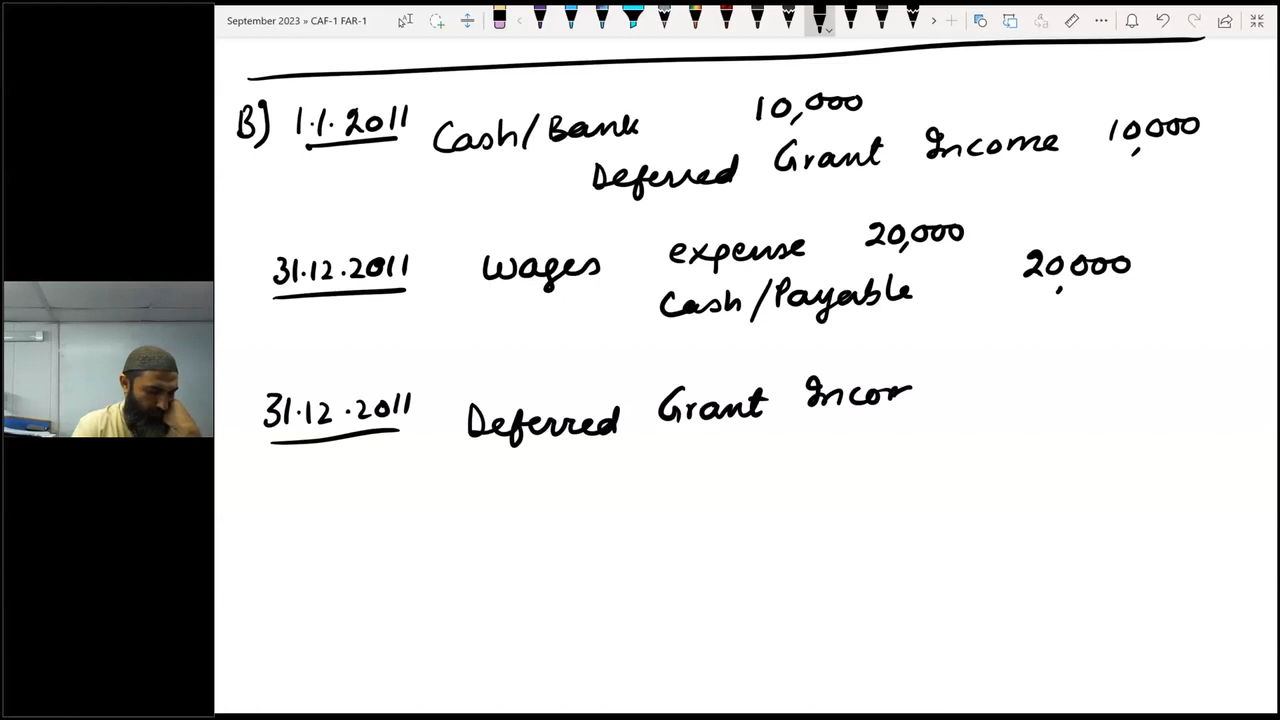 September 2023 » CAF-1 FAR-1
B) 1.1.2011 Cash/Bank 10,000
Deferred Grant Income 10,000
31.12.2011 Wages expense 20,000
Cash/Payable 20,000
31.12.2011 Deferred Grant Incom